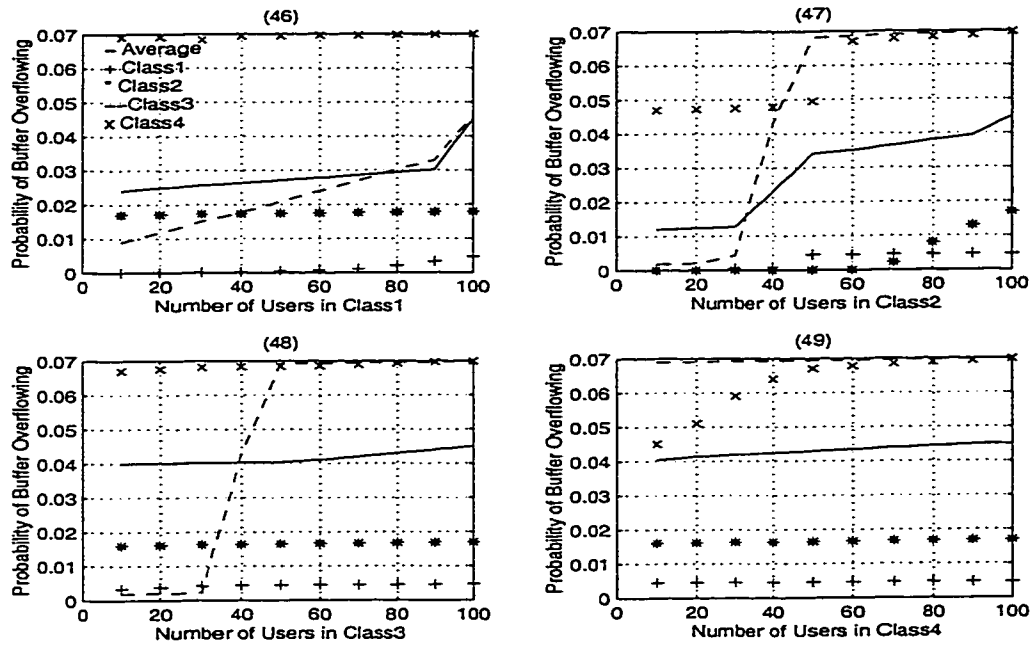 (46)
Probability of Buffer Overflowing
0.07
0.06
0.05
0.04
0.03
0.02
0.01
0
Average
Class1
Class2
Class3
Class4
0 20 40 60 80 100
Number of Users in Class1
(47)
Probability of Buffer Overflowing
0.07
0.06
0.05
0.04
0.03
0.02
0.01
0
0 20 40 60 80 100
Number of Users in Class2
(48)
Probability of Buffer Overflowing
0.07
0.06
0.05
0.04
0.03
0.02
0.01
0
0 20 40 60 80 100
Number of Users in Class3
(49)
Probability of Buffer Overflowing
0.07
0.06
0.05
0.04
0.03
0.02
0.01
0
0 20 40 60 80 100
Number of Users in Class4